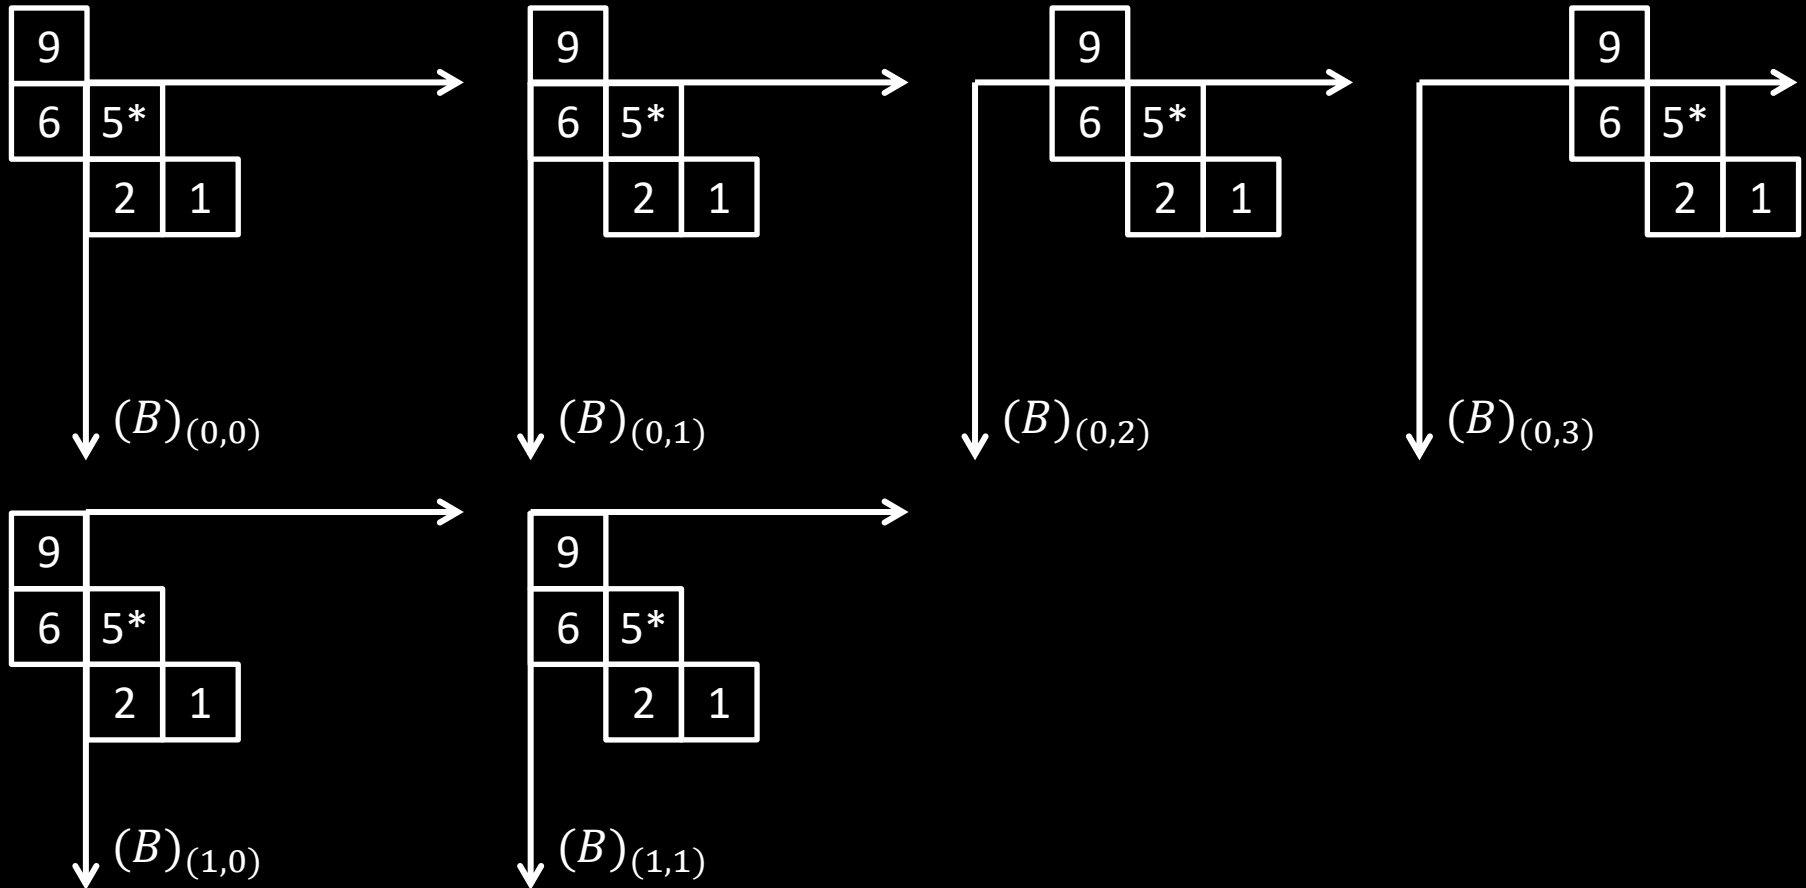 9 9 9 9
6 5* 6 5* 6 5* 6 5*
2 1 2 1 2 1 2 1
(B)(0,0) (B)(0,1) (B)(0,2) (B)(0,3)
9 9
6 5* 6 5*
2 1 2 1
(B)(1,0) (B)(1,1)